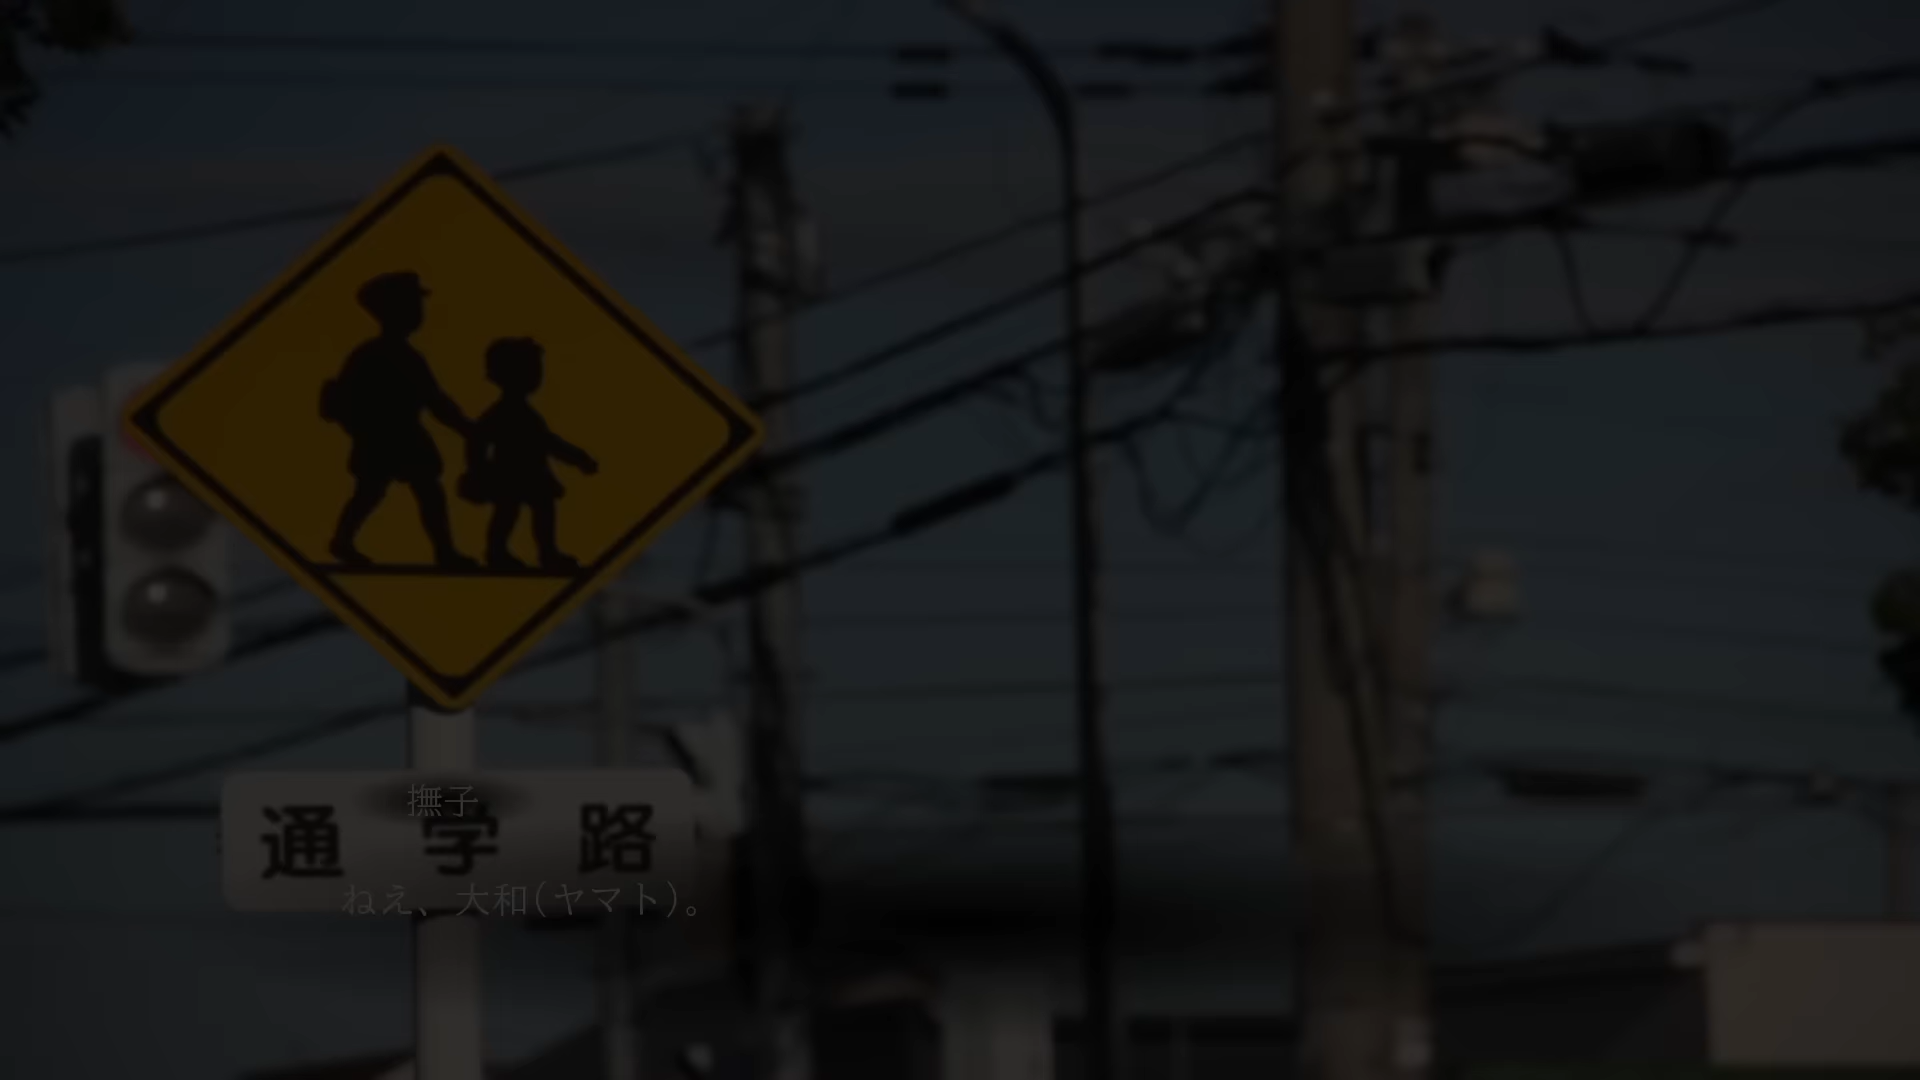 撫子
通学路
ねえ、大和(ヤマト)。